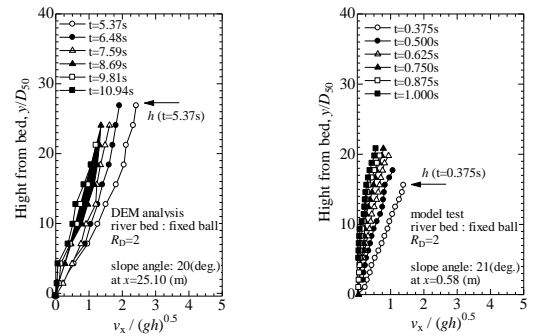 Hight from bed, y/D50
40
30
20
10
0
t=5.37s
t=6.48s
t=7.59s
t=8.69s
t=9.81s
t=10.94s
h (t=5.37s)
DEM analysis
river bed : fixed ball
RD=2
slope angle: 20(deg.)
at x=25.10 (m)
0 1 2 3 4 5
vx / (gh)^0.5
Hight from bed, y/D50
40
30
20
10
0
t=0.375s
t=0.500s
t=0.625s
t=0.750s
t=0.875s
t=1.000s
h (t=0.375s)
model test
river bed : fixed ball
RD=2
slope angle: 21(deg.)
at x=0.58 (m)
0 1 2 3 4 5
vx / (gh)^0.5